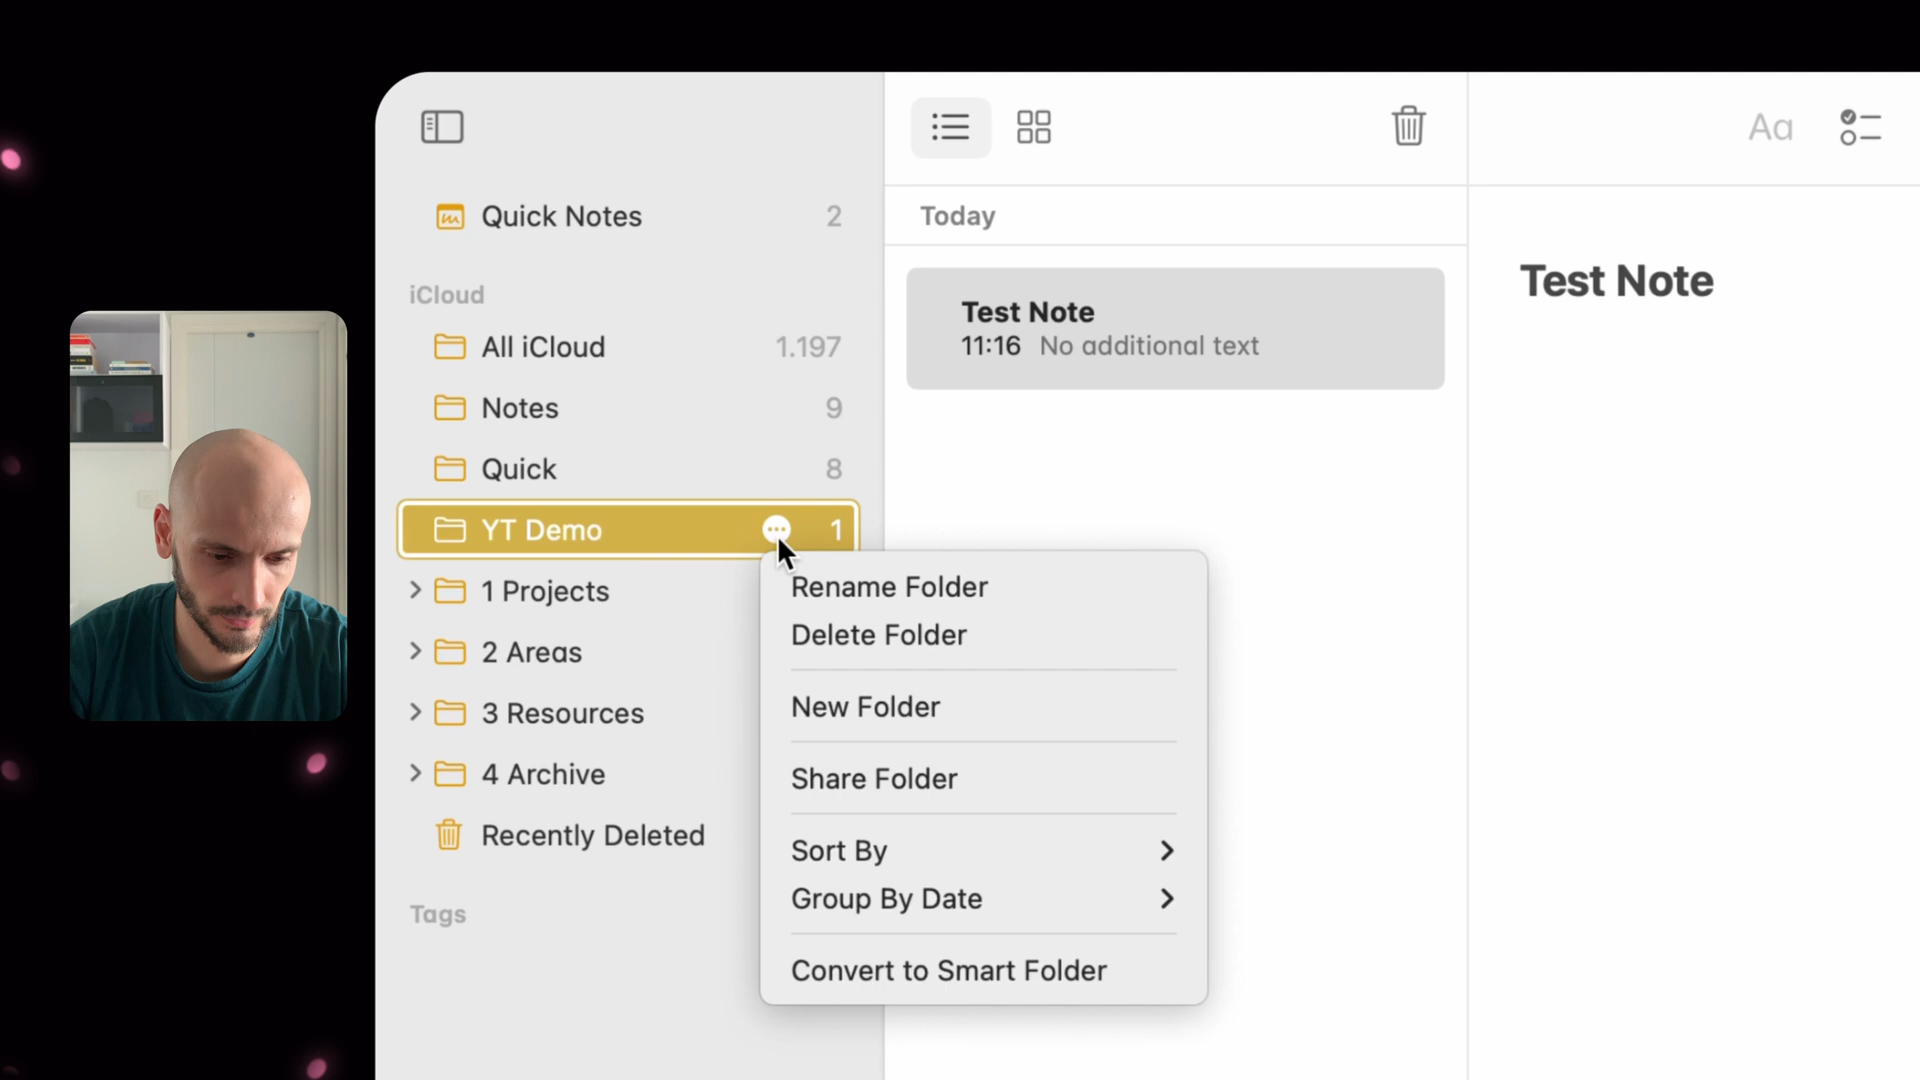 Quick Notes 2
iCloud
All iCloud 1.197
Notes 9
Quick 8
YT Demo 1
1 Projects
2 Areas
3 Resources
4 Archive
Recently Deleted
Tags
Rename Folder
Delete Folder
New Folder
Share Folder
Sort By
Group By Date
Convert to Smart Folder
Today
Test Note
11:16 No additional text
Aa
Test Note